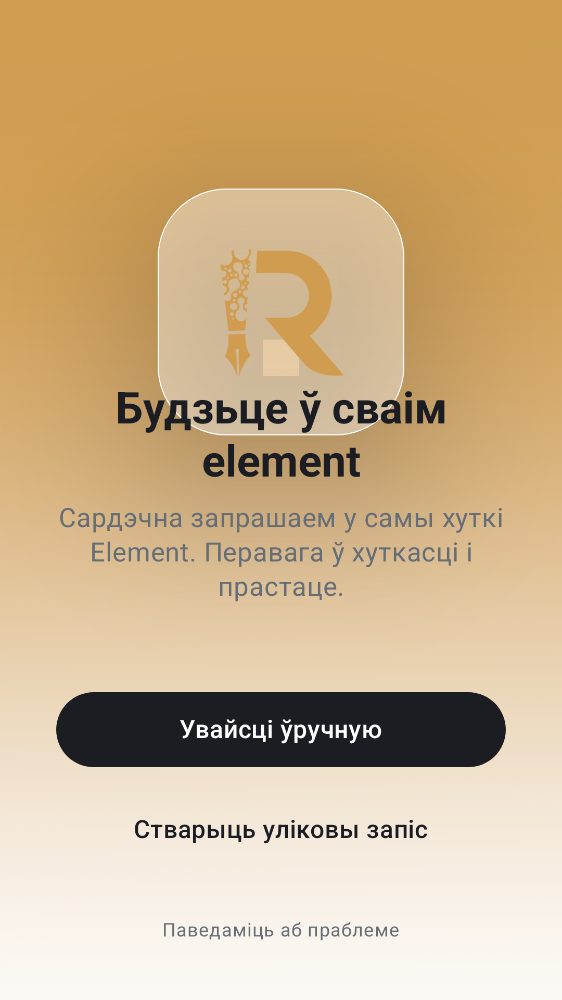 R
Будзьце ў сваім
element
Сардэчна запрашаем у самы хуткі
Element. Перавага ў хуткасці і
прастаце.
Увайсці ўручную
Стварыць уліковы запіс
Паведаміць аб праблеме